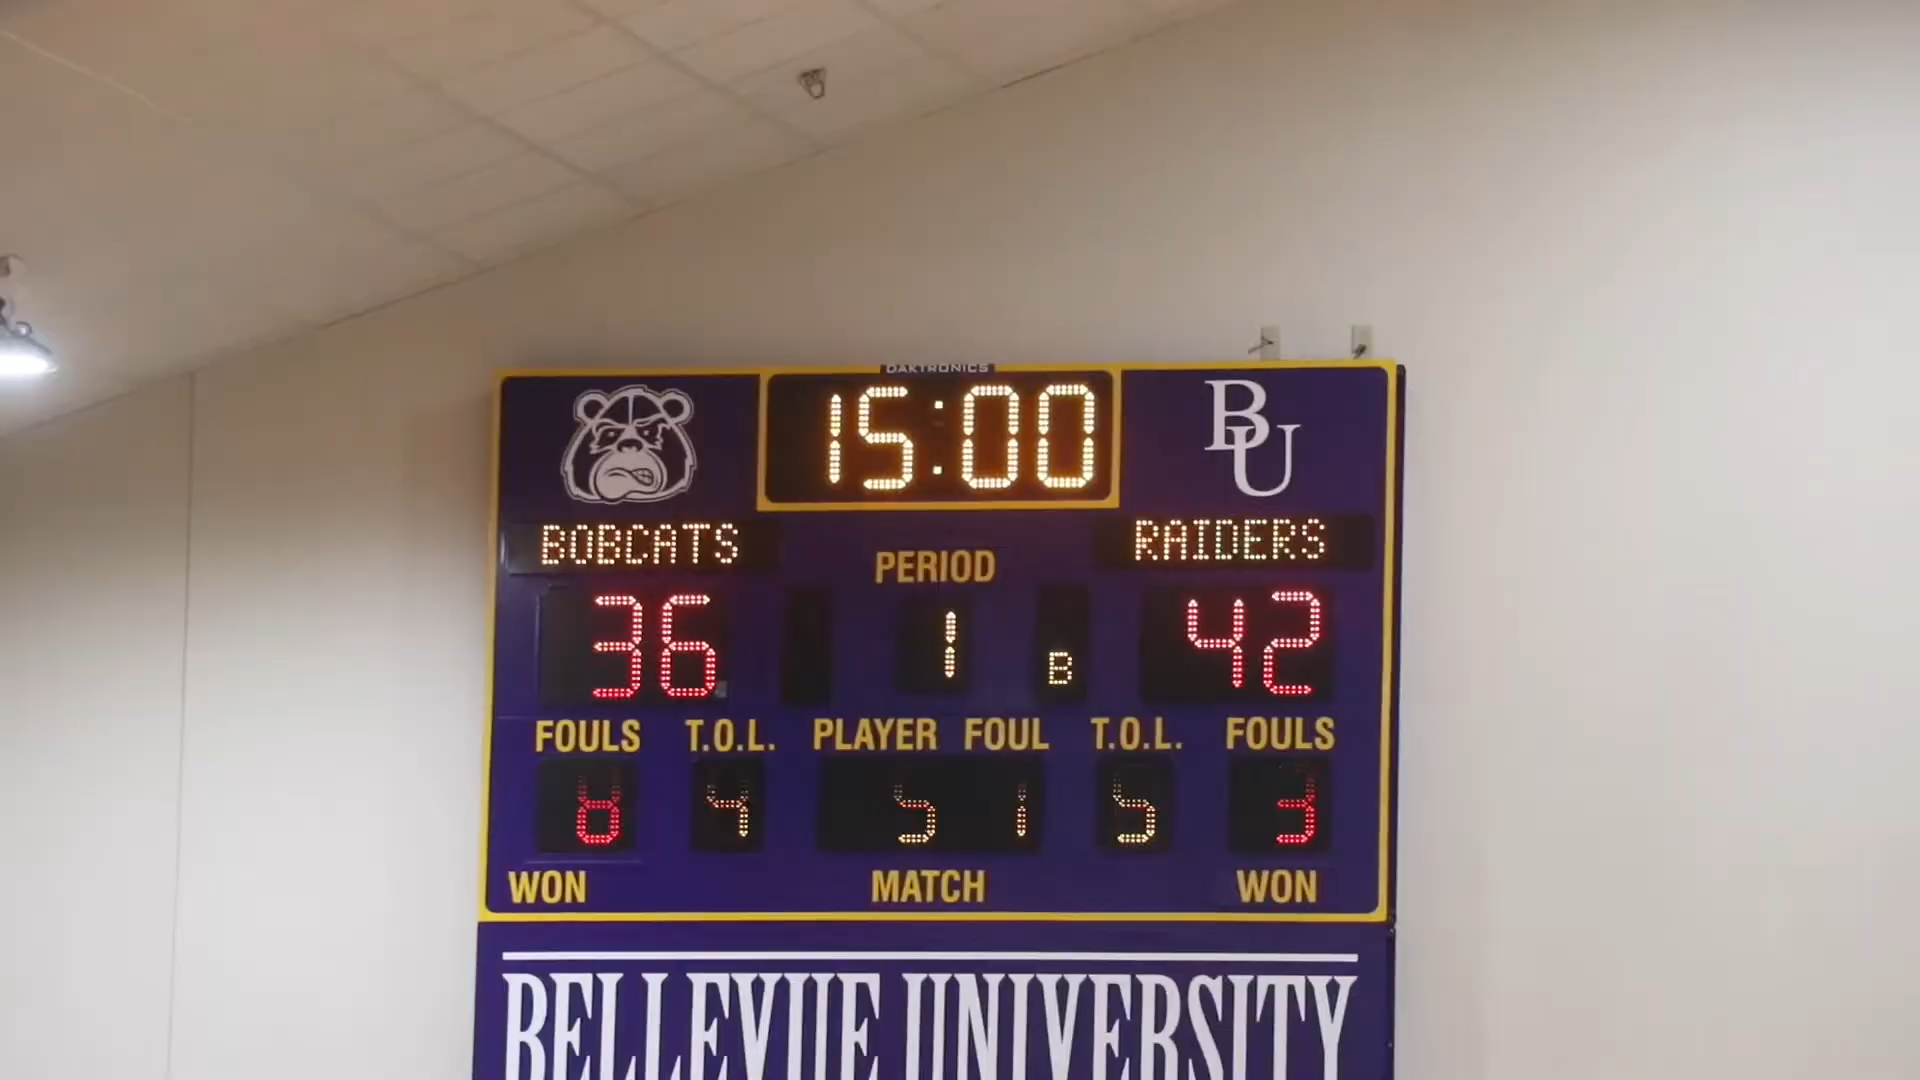 DAKTRONICS
15:00
BU
BOBCATS
RAIDERS
PERIOD
36 1 B 42
FOULS T.O.L. PLAYER FOUL T.O.L. FOULS
4 5 1 5 3
WON MATCH WON
BELLEVUE UNIVERSITY